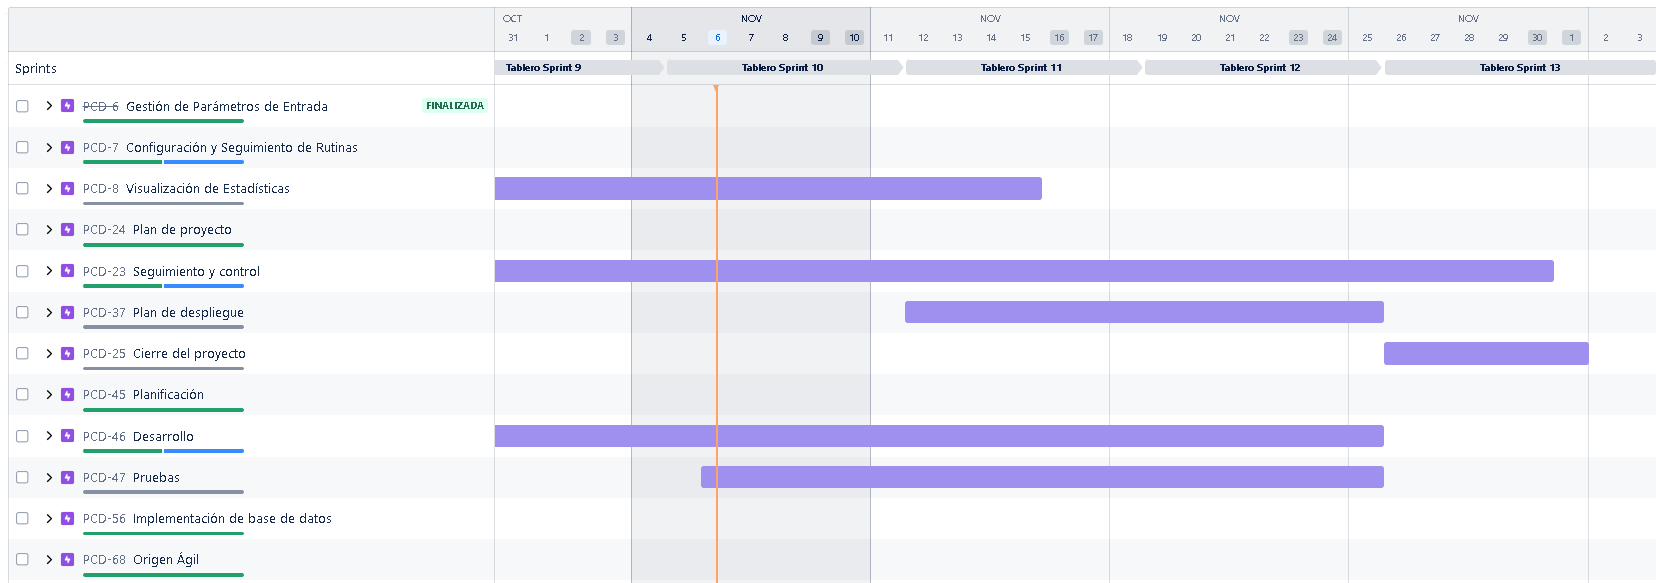 OCT NOV NOV NOV NOV
31 1 2 3 4 5 6 7 8 9 10 11 12 13 14 15 16 17 18 19 20 21 22 23 24 25 26 27 28 29 30 1 2 3
Sprints Tablero Sprint 9 Tablero Sprint 10 Tablero Sprint 11 Tablero Sprint 12 Tablero Sprint 13
PCD-6 Gestión de Parámetros de Entrada FINALIZADA
PCD-7 Configuración y Seguimiento de Rutinas
PCD-8 Visualización de Estadísticas
PCD-24 Plan de proyecto
PCD-23 Seguimiento y control
PCD-37 Plan de despliegue
PCD-25 Cierre del proyecto
PCD-45 Planificación
PCD-46 Desarrollo
PCD-47 Pruebas
PCD-56 Implementación de base de datos
PCD-68 Origen Ágil